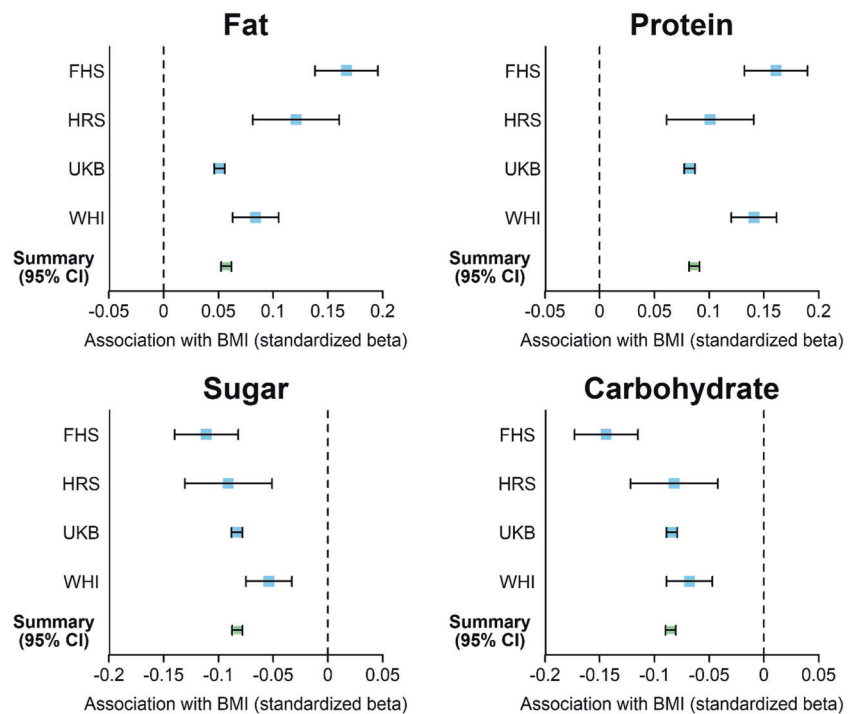 Fat
FHS
HRS
UKB
WHI
Summary
(95% CI)
-0.05 0 0.05 0.1 0.15 0.2
Association with BMI (standardized beta)
Protein
FHS
HRS
UKB
WHI
Summary
(95% CI)
-0.05 0 0.05 0.1 0.15 0.2
Association with BMI (standardized beta)
Sugar
FHS
HRS
UKB
WHI
Summary
(95% CI)
-0.2 -0.15 -0.1 -0.05 0 0.05
Association with BMI (standardized beta)
Carbohydrate
FHS
HRS
UKB
WHI
Summary
(95% CI)
-0.2 -0.15 -0.1 -0.05 0 0.05
Association with BMI (standardized beta)